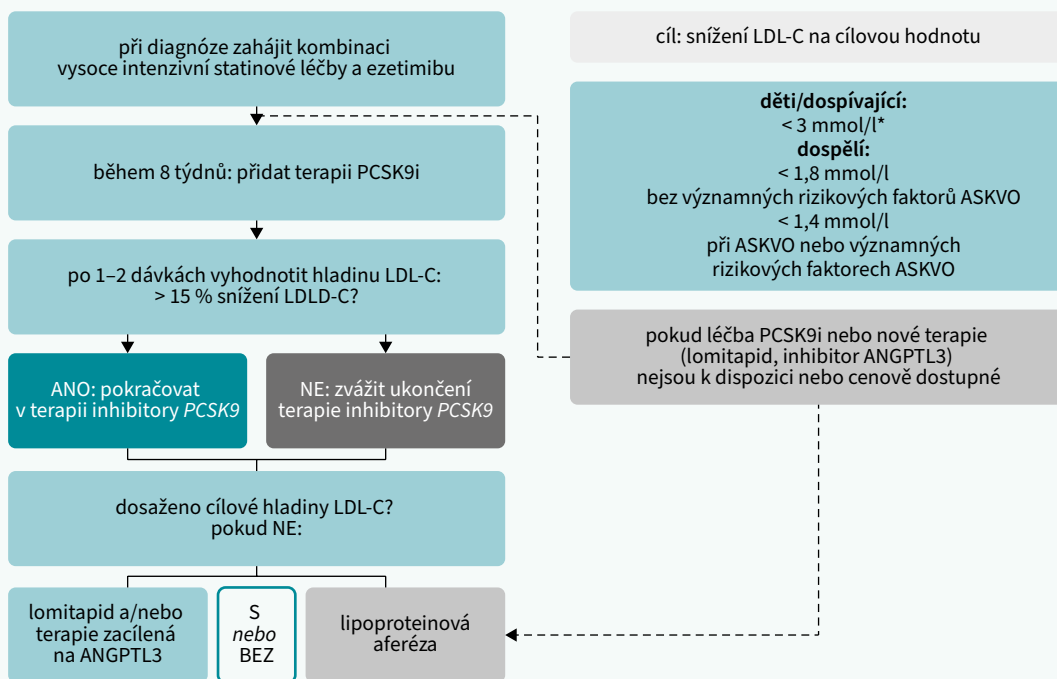 při diagnóze zahájit kombinaci
vysoce intenzivní statinové léčby a ezetimibu
během 8 týdnů: přidat terapii PCSK9i
po 1–2 dávkách vyhodnotit hladinu LDL-C:
> 15 % snížení LDLD-C?
ANO: pokračovat
v terapii inhibitory PCSK9
NE: zvážit ukončení
terapie inhibitory PCSK9
dosaženo cílové hladiny LDL-C?
pokud NE:
lomitapid a/nebo
terapie zacílená
na ANGPTL3
S
nebo
BEZ
lipoproteinová
aferéza
cíl: snížení LDL-C na cílovou hodnotu
děti/dospívající:
< 3 mmol/l*
dospělí:
< 1,8 mmol/l
bez významných rizikových faktorů ASKVO
< 1,4 mmol/l
při ASKVO nebo významných
rizikových faktorech ASKVO
pokud léčba PCSK9i nebo nové terapie
(lomitapid, inhibitor ANGPTL3)
nejsou k dispozici nebo cenově dostupné